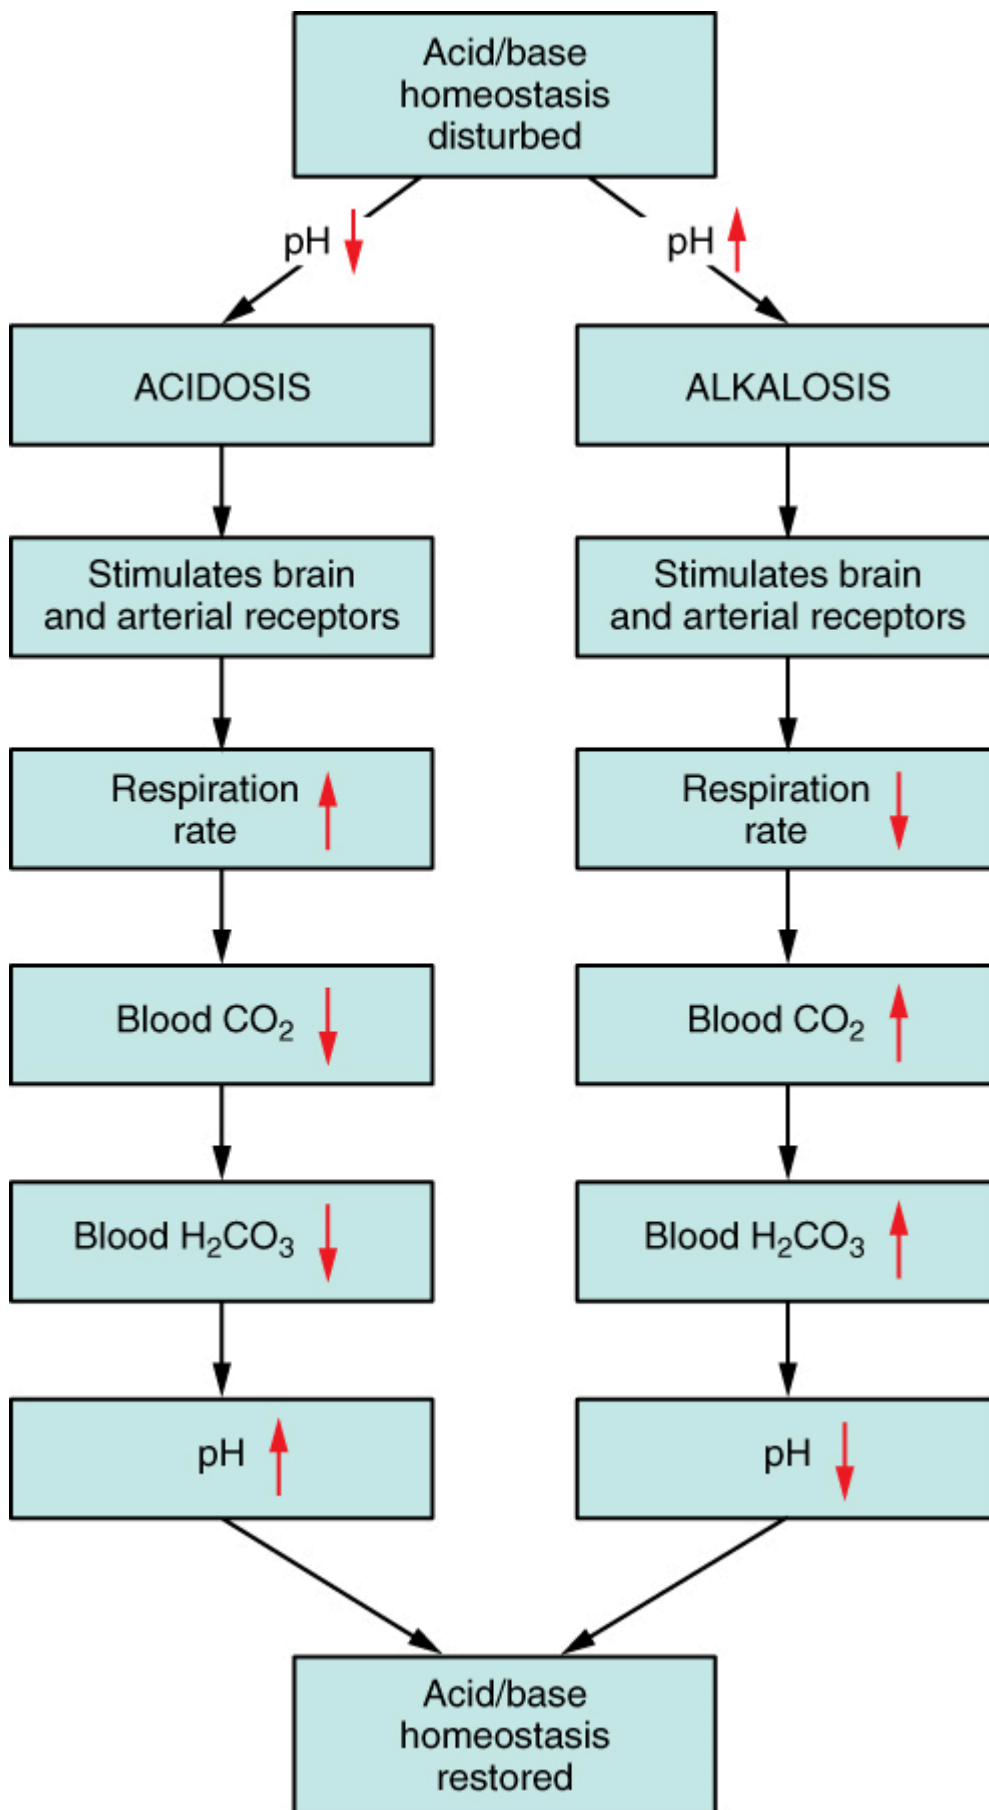 Acid/base
homeostasis
disturbed
pH
pH
ACIDOSIS
ALKALOSIS
Stimulates brain
and arterial receptors
Stimulates brain
and arterial receptors
Respiration
rate
Respiration
rate
Blood CO₂
Blood CO₂
Blood H₂CO₃
Blood H₂CO₃
pH
pH
Acid/base
homeostasis
restored